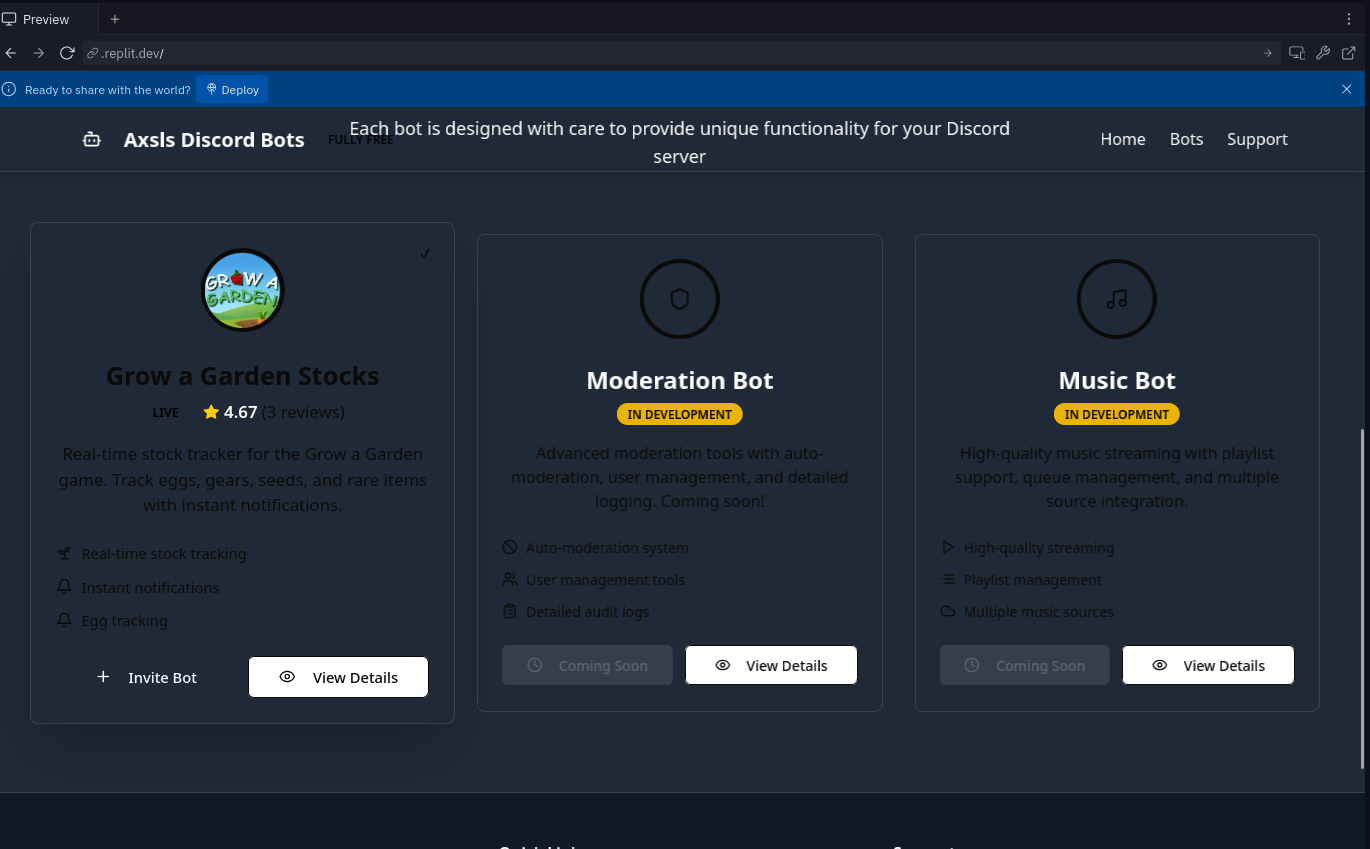 Preview
.replit.dev/
Ready to share with the world?
Deploy
Axsls Discord Bots
FULLY FREE
Each bot is designed with care to provide unique functionality for your Discord
server
Home
Bots
Support
GROW A
GARDEN
Grow a Garden Stocks
LIVE
4.67 (3 reviews)
Real-time stock tracker for the Grow a Garden
game. Track eggs, gears, seeds, and rare items
with instant notifications.
Real-time stock tracking
Instant notifications
Egg tracking
Invite Bot
View Details
Moderation Bot
IN DEVELOPMENT
Advanced moderation tools with auto-
moderation, user management, and detailed
logging. Coming soon!
Auto-moderation system
User management tools
Detailed audit logs
Coming Soon
View Details
Music Bot
IN DEVELOPMENT
High-quality music streaming with playlist
support, queue management, and multiple
source integration.
High-quality streaming
Playlist management
Multiple music sources
Coming Soon
View Details